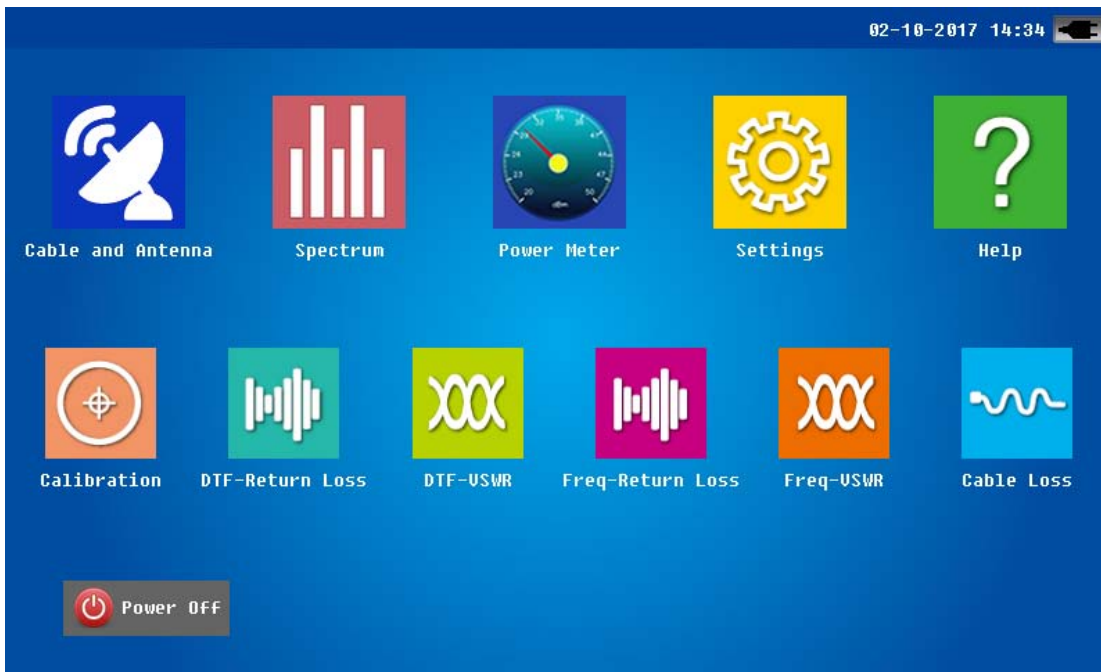 02-10-2017 14:34
Cable and Antenna
Spectrum
Power Meter
Settings
Help
Calibration
DTF-Return Loss
DTF-VSWR
Freq-Return Loss
Freq-VSWR
Cable Loss
Power Off